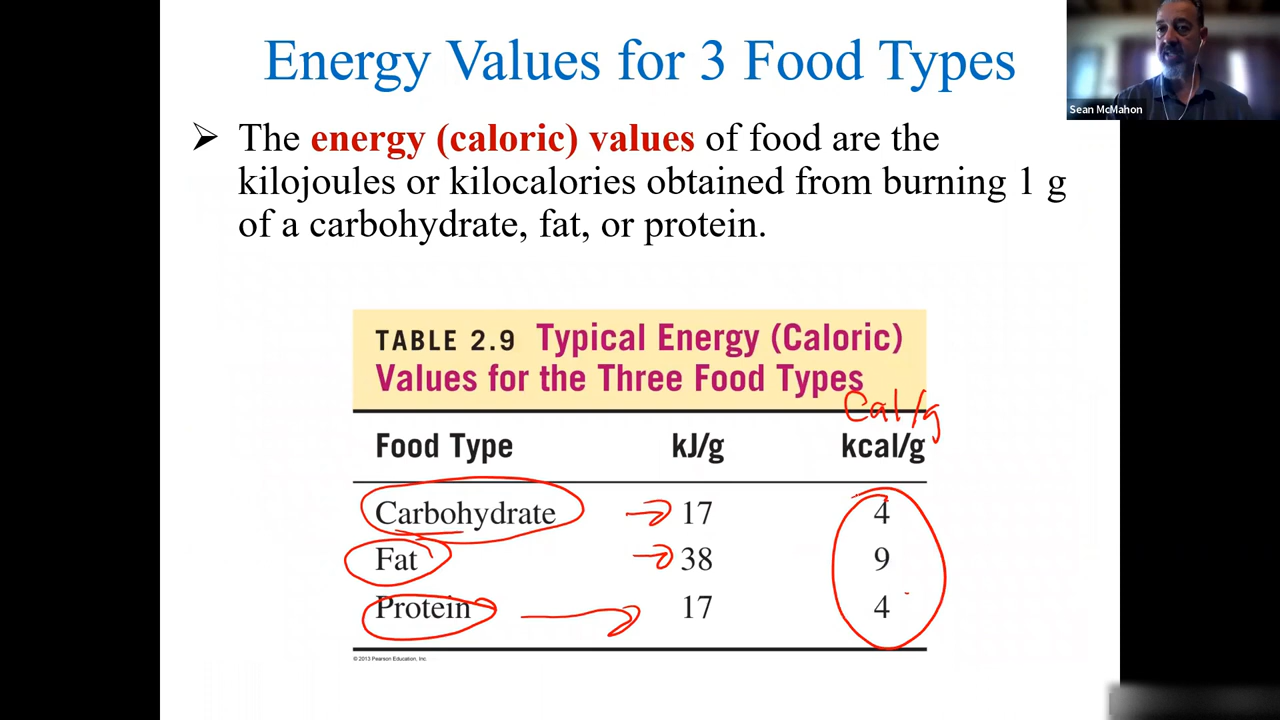 Energy Values for 3 Food Types
Sean McMahon
➢ The energy (caloric) values of food are the
kilojoules or kilocalories obtained from burning 1 g
of a carbohydrate, fat, or protein.
TABLE 2.9 Typical Energy (Caloric)
Values for the Three Food Types
Cal/g
Food Type kJ/g kcal/g
Carbohydrate 17 4
Fat 38 9
Protein 17 4
© 2013 Pearson Education, Inc.